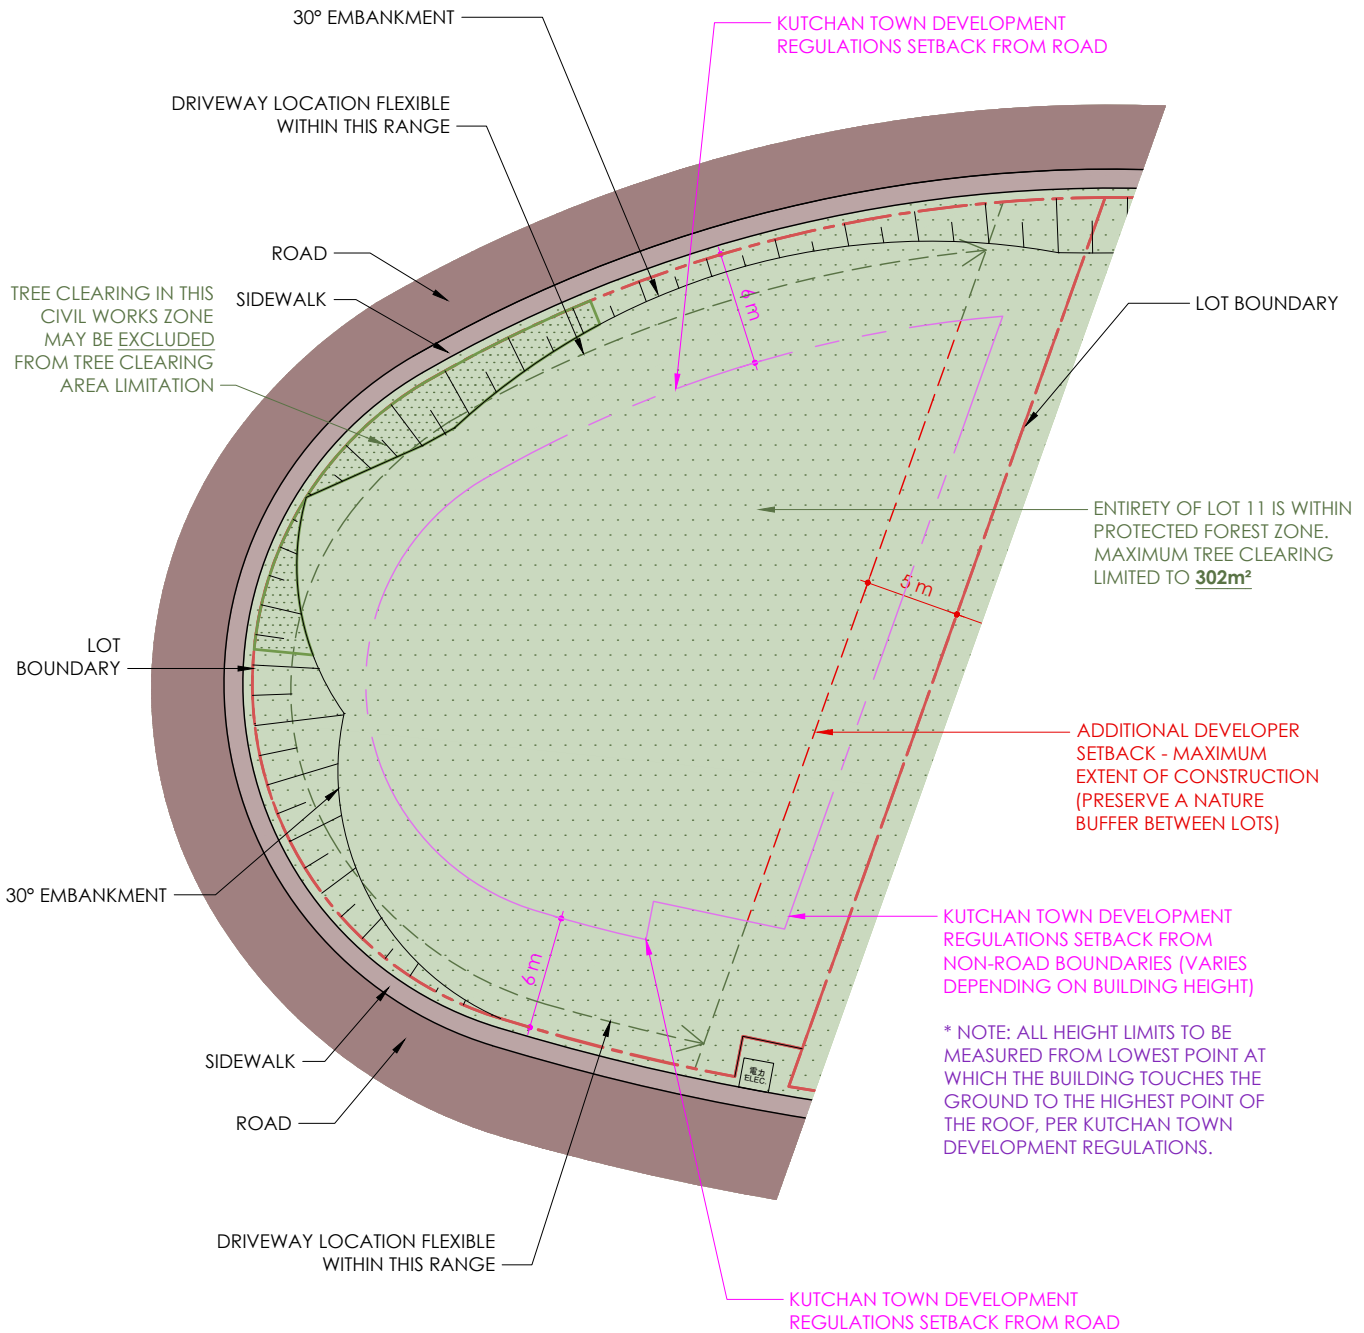 30° EMBANKMENT
KUTCHAN TOWN DEVELOPMENT
REGULATIONS SETBACK FROM ROAD
DRIVEWAY LOCATION FLEXIBLE
WITHIN THIS RANGE
ROAD
SIDEWALK
TREE CLEARING IN THIS
CIVIL WORKS ZONE
MAY BE EXCLUDED
FROM TREE CLEARING
AREA LIMITATION
6 m
LOT BOUNDARY
ENTIRETY OF LOT 11 IS WITHIN
PROTECTED FOREST ZONE.
MAXIMUM TREE CLEARING
LIMITED TO 302m²
5 m
LOT
BOUNDARY
ADDITIONAL DEVELOPER
SETBACK - MAXIMUM
EXTENT OF CONSTRUCTION
(PRESERVE A NATURE
BUFFER BETWEEN LOTS)
30° EMBANKMENT
KUTCHAN TOWN DEVELOPMENT
REGULATIONS SETBACK FROM
NON-ROAD BOUNDARIES (VARIES
DEPENDING ON BUILDING HEIGHT)
6 m
* NOTE: ALL HEIGHT LIMITS TO BE
MEASURED FROM LOWEST POINT AT
WHICH THE BUILDING TOUCHES THE
GROUND TO THE HIGHEST POINT OF
THE ROOF, PER KUTCHAN TOWN
DEVELOPMENT REGULATIONS.
SIDEWALK
電力
ELEC.
ROAD
DRIVEWAY LOCATION FLEXIBLE
WITHIN THIS RANGE
KUTCHAN TOWN DEVELOPMENT
REGULATIONS SETBACK FROM ROAD